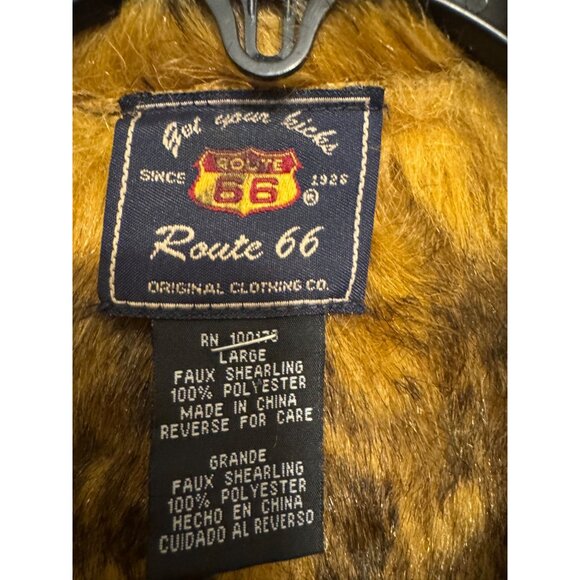 Get your kicks
SINCE ROUTE 66 ® 1926
Route 66
ORIGINAL CLOTHING CO.
RN 100173
LARGE
FAUX SHEARLING
100% POLYESTER
MADE IN CHINA
REVERSE FOR CARE
GRANDE
FAUX SHEARLING
100% POLYESTER
HECHO EN CHINA
CUIDADO AL REVERSO